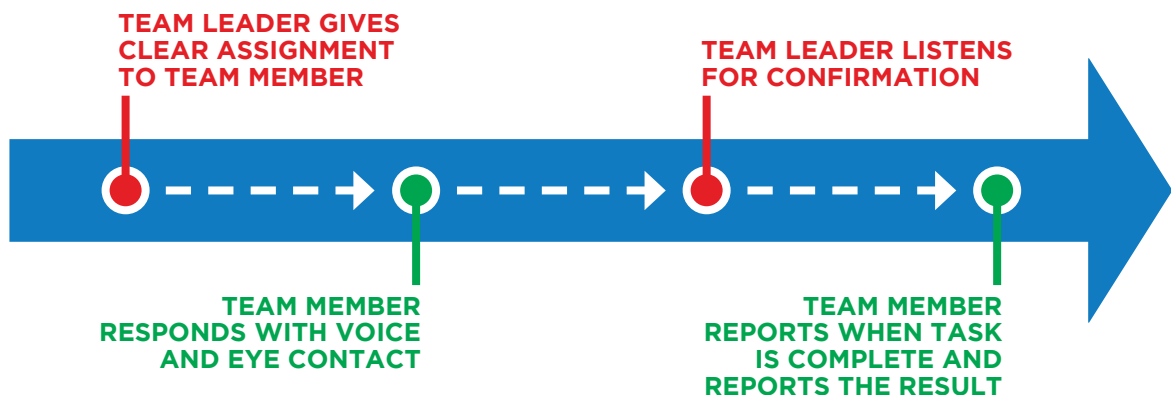 TEAM LEADER GIVES
CLEAR ASSIGNMENT
TO TEAM MEMBER
TEAM MEMBER
RESPONDS WITH VOICE
AND EYE CONTACT
TEAM LEADER LISTENS
FOR CONFIRMATION
TEAM MEMBER
REPORTS WHEN TASK
IS COMPLETE AND
REPORTS THE RESULT